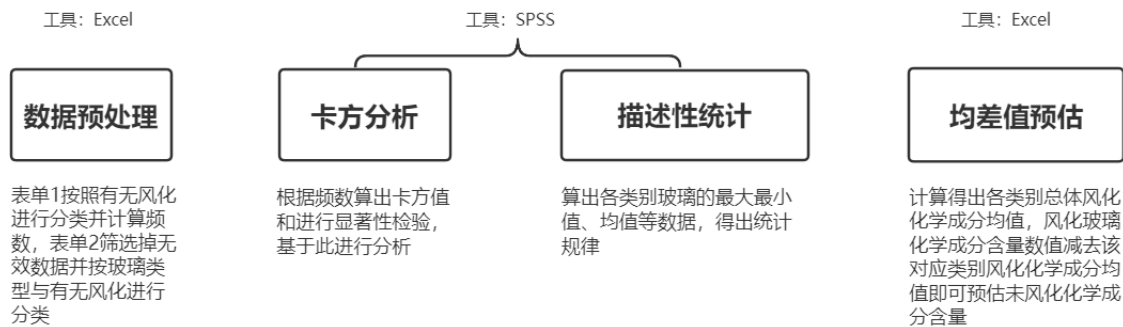 工具：Excel
工具：SPSS
工具：Excel
数据预处理
卡方分析
描述性统计
均差值预估
表单1按照有无风化
进行分类并计算频
数，表单2筛选掉无
效数据并按玻璃类
型与有无风化进行
分类
根据频数算出卡方值
和进行显著性检验，
基于此进行分析
算出各类别玻璃的最大最小
值、均值等数据，得出统计
规律
计算得出各类别总体风化
化学成分均值，风化玻璃
化学成分含量数值减去该
对应类别风化化学成分均
值即可预估未风化化学成
分含量